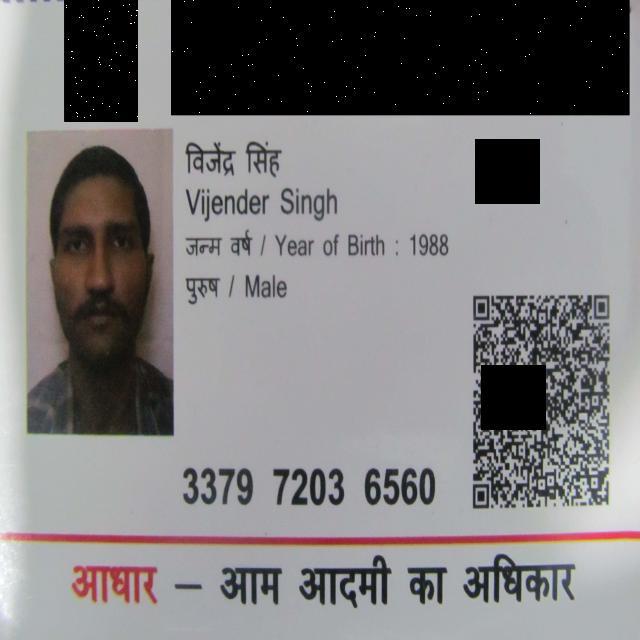 विजेंद्र सिंह
Vijender Singh
जन्म वर्ष / Year of Birth : 1988
पुरुष / Male
3379 7203 6560
आधार – आम आदमी का अधिकार